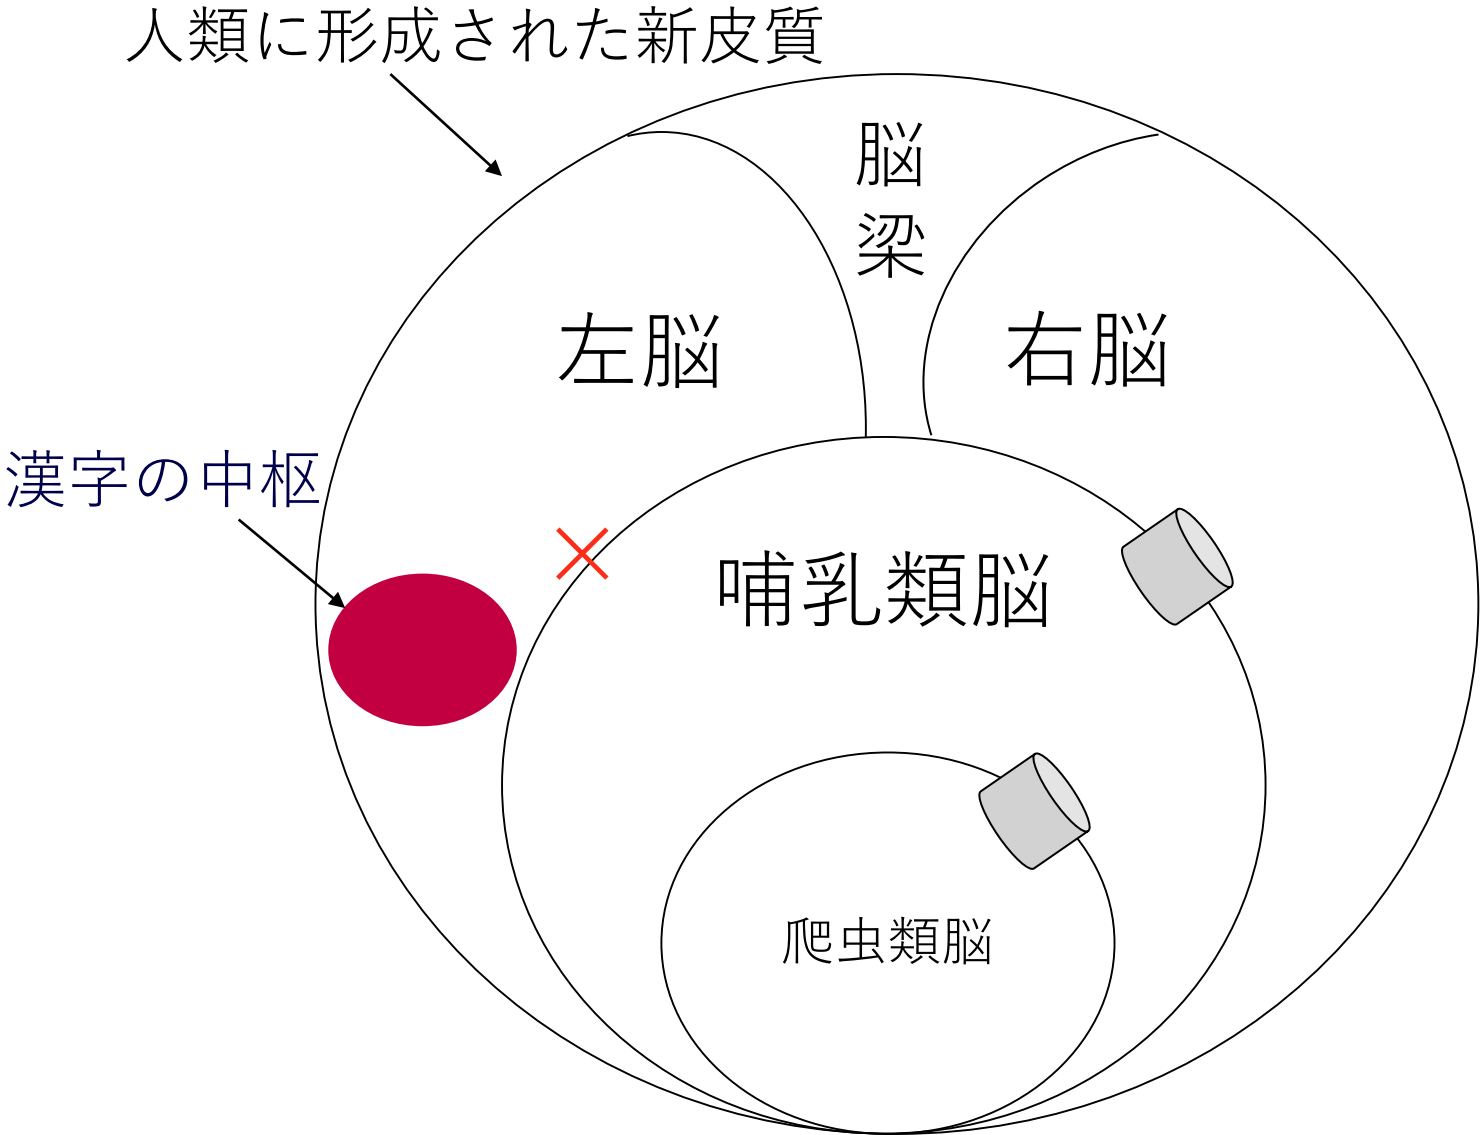 人類に形成された新皮質
脳
梁
左脳
右脳
漢字の中枢
哺乳類脳
爬虫類脳